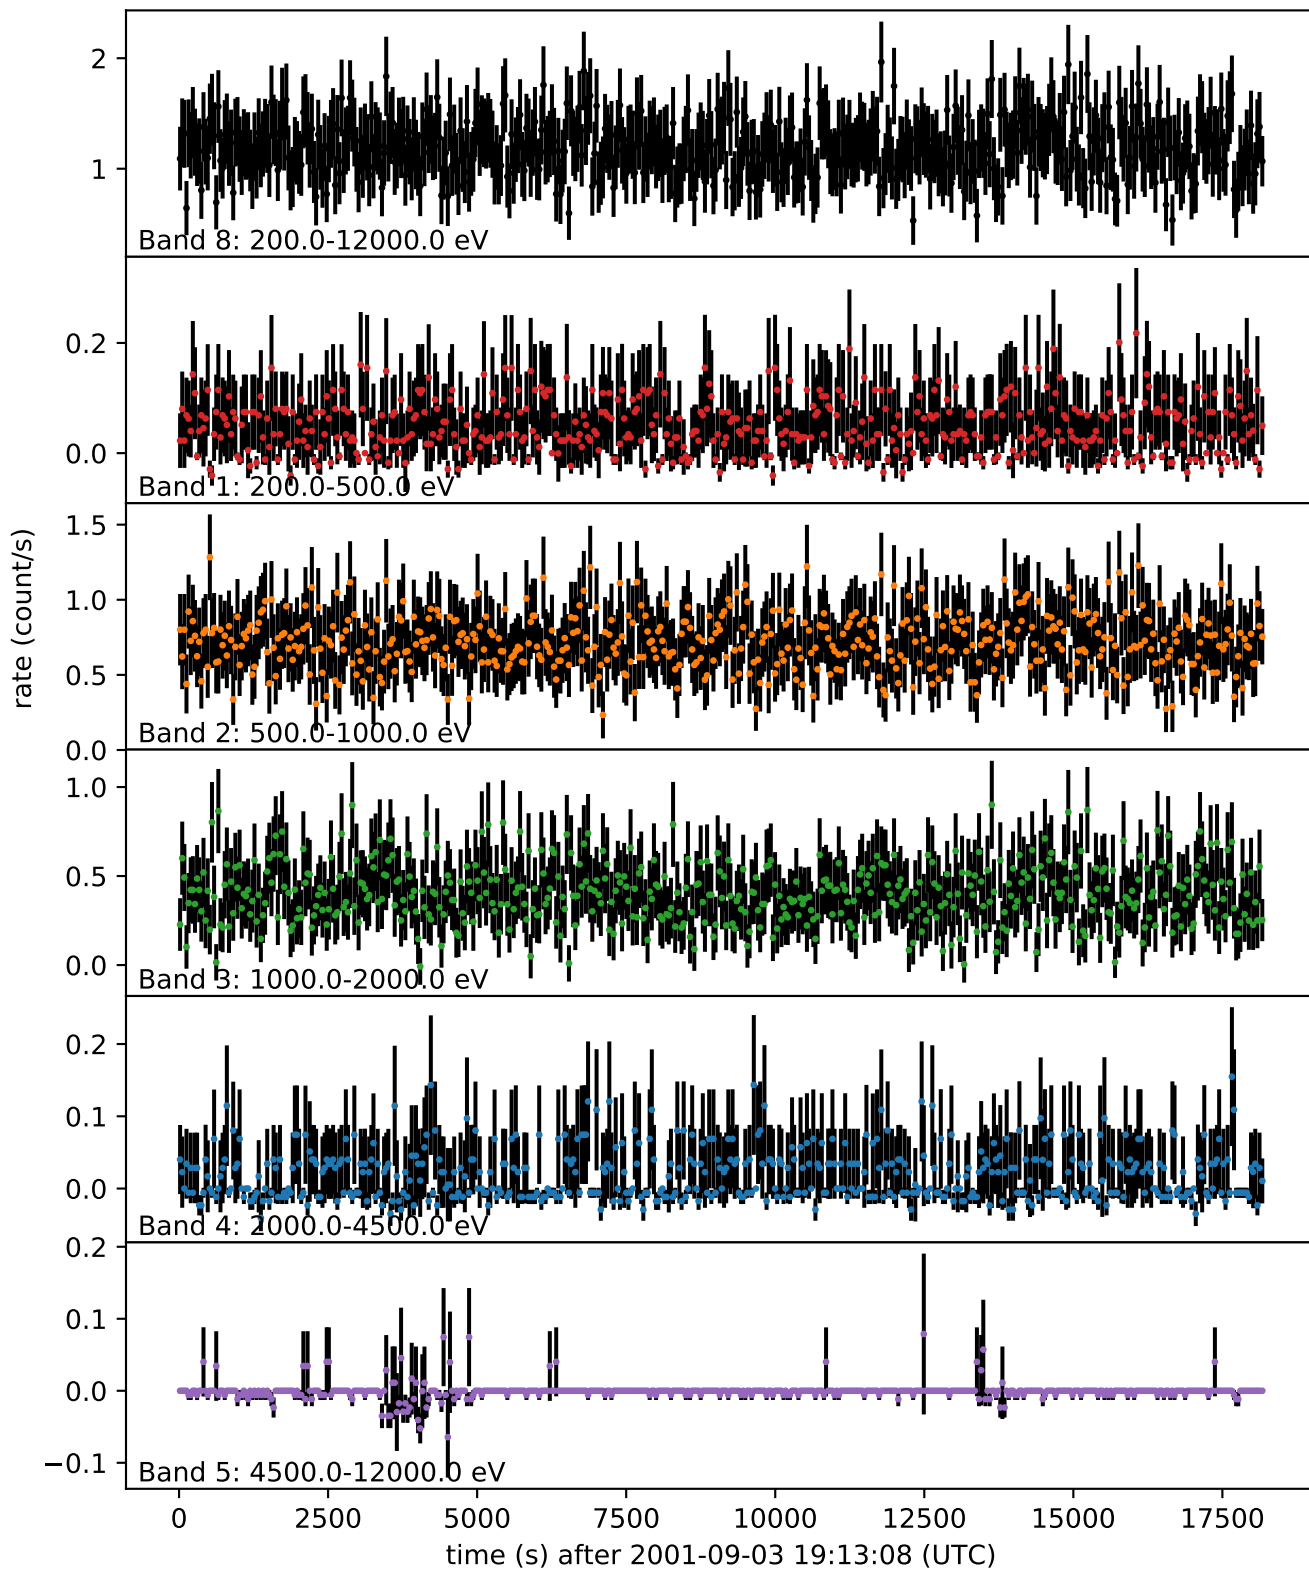 2
1
Band 8: 200.0-12000.0 eV
0.2
0.0
Band 1: 200.0-500.0 eV
1.5
1.0
0.5
0.0
Band 2: 500.0-1000.0 eV
rate (count/s)
1.0
0.5
0.0
Band 3: 1000.0-2000.0 eV
0.2
0.1
0.0
Band 4: 2000.0-4500.0 eV
0.2
0.1
0.0
−0.1
Band 5: 4500.0-12000.0 eV
0 2500 5000 7500 10000 12500 15000 17500
time (s) after 2001-09-03 19:13:08 (UTC)